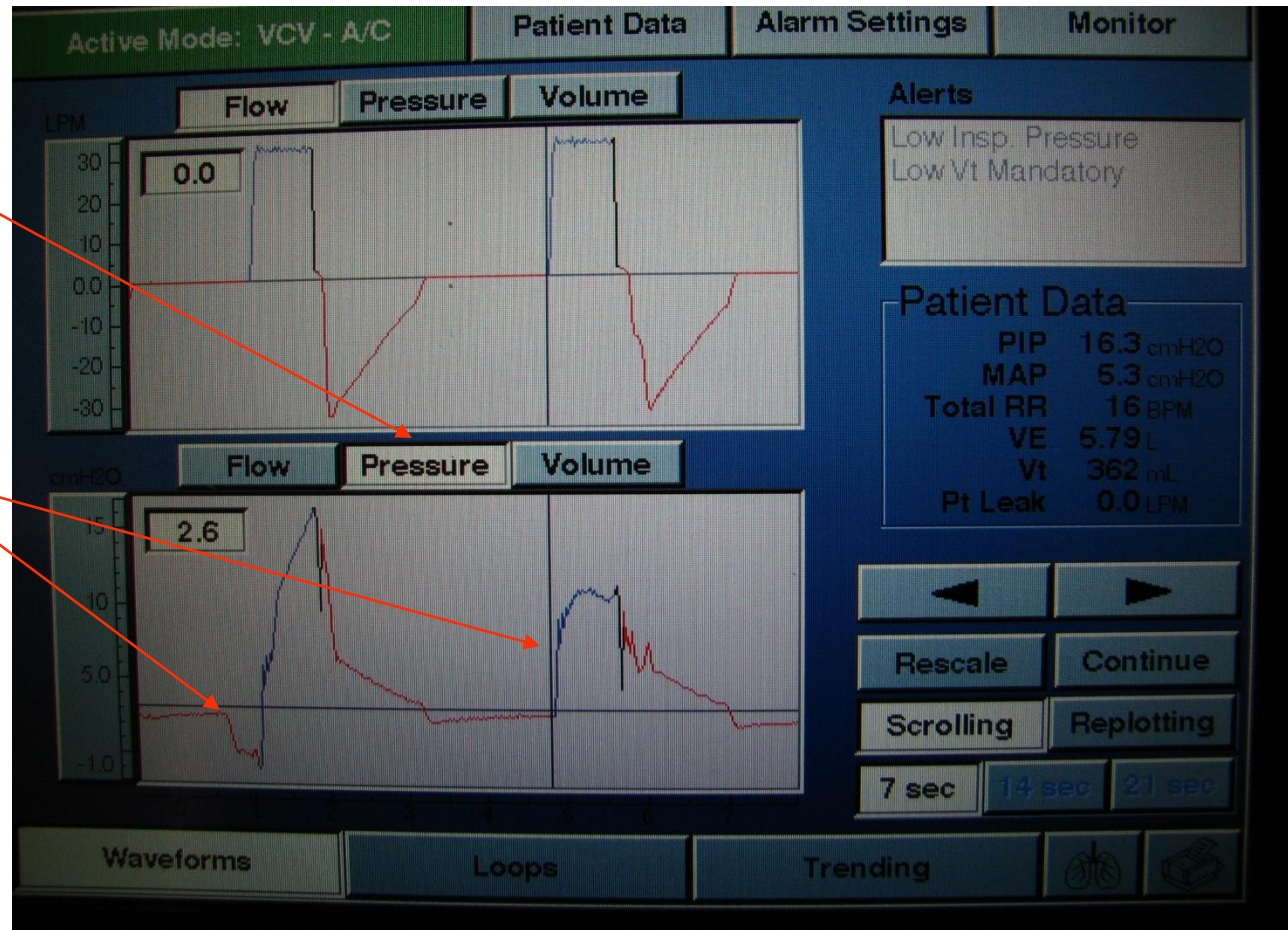 Active Mode: VCV - A/C
Patient Data
Alarm Settings
Monitor
Flow
Pressure
Volume
LPM
30
20
10
0.0
-10
-20
-30
0.0
Alerts
Low Insp. Pressure
Low Vt Mandatory
Patient Data
PIP 16.3 cmH2O
MAP 5.3 cmH2O
Total RR 16 BPM
VE 5.79 L
Vt 362 mL
Pt Leak 0.0 LPM
Flow
Pressure
Volume
cmH2O
15
10
5.0
-1.0
2.6
Rescale
Continue
Scrolling
Replotting
7 sec
14 sec
21 sec
0 1 2 3 4 5 6 7
Waveforms
Loops
Trending